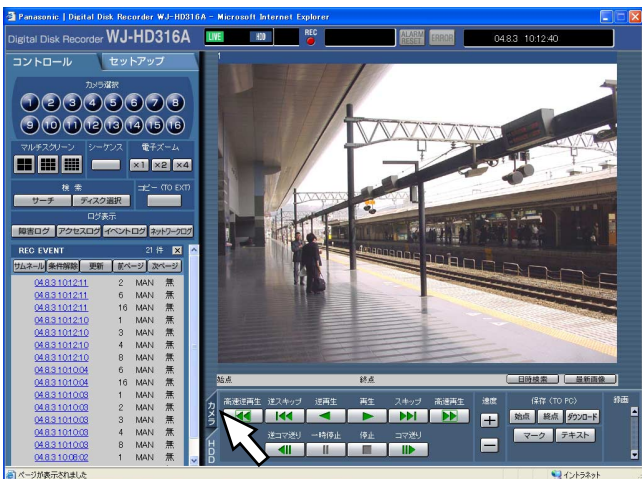 Panasonic | Digital Disk Recorder WJ-HD316A - Microsoft Internet Explorer
Digital Disk Recorder WJ-HD316A
LIVE HDD REC ALARM RESET ERROR 04.8.3 10:12:40
コントロール セットアップ
カメラ選択
1 2 3 4 5 6 7 8
9 10 11 12 13 14 15 16
マルチスクリーン シーケンス 電子ズーム
×1 ×2 ×4
検 索 コピー (TO EXT)
サーチ ディスク選択
ログ表示
障害ログ アクセスログ イベントログ ネットワークログ
REC EVENT 21 件
サムネール 条件解除 更新 前ページ 次ページ
04.8.3 10:12:11 2 MAN 無
04.8.3 10:12:11 6 MAN 無
04.8.3 10:12:11 16 MAN 無
04.8.3 10:12:10 1 MAN 無
04.8.3 10:12:10 3 MAN 無
04.8.3 10:12:10 4 MAN 無
04.8.3 10:12:10 8 MAN 無
04.8.3 10:10:04 6 MAN 無
04.8.3 10:10:04 16 MAN 無
04.8.3 10:10:03 1 MAN 無
04.8.3 10:10:03 2 MAN 無
04.8.3 10:10:03 3 MAN 無
04.8.3 10:10:03 4 MAN 無
04.8.3 10:10:03 8 MAN 無
04.8.3 10:08:02 1 MAN 無
1
始点 終点 日時検索 最新画像
カメラ
HDD
高速逆再生 逆スキップ 逆再生 再生 スキップ 高速再生 速度 保存 (TO PC) 録画
始点 終点 ダウンロード
逆コマ送り 一時停止 停止 コマ送り
マーク テキスト
ページが表示されました
イントラネット